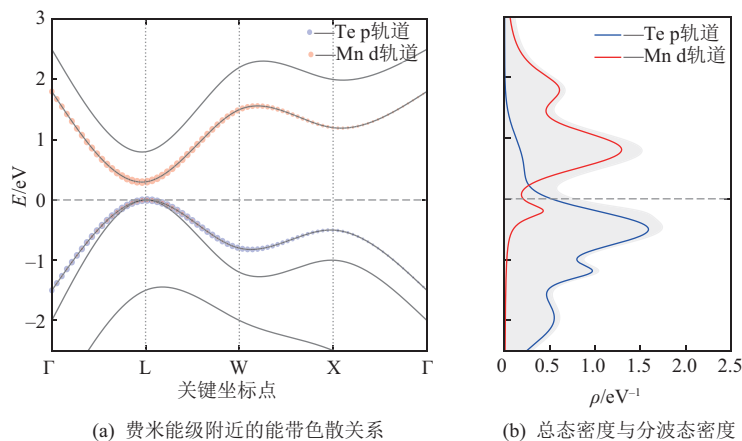 3
2
1
0
−1
−2
E/eV
—Te p轨道
—Mn d轨道
Γ
L
W
X
Γ
关键坐标点
(a) 费米能级附近的能带色散关系
—Te p轨道
—Mn d轨道
0
0.5
1.0
1.5
2.0
2.5
ρ/eV⁻¹
(b) 总态密度与分波态密度